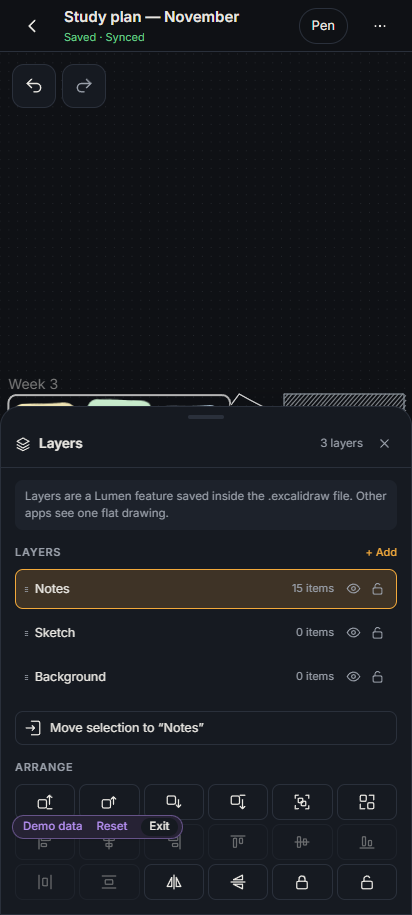 Study plan — November
Saved · Synced
Pen
Week 3
Layers
3 layers
Layers are a Lumen feature saved inside the .excalidraw file. Other
apps see one flat drawing.
LAYERS
+ Add
Notes
15 items
Sketch
0 items
Background
0 items
Move selection to “Notes”
ARRANGE
Demo data
Reset
Exit